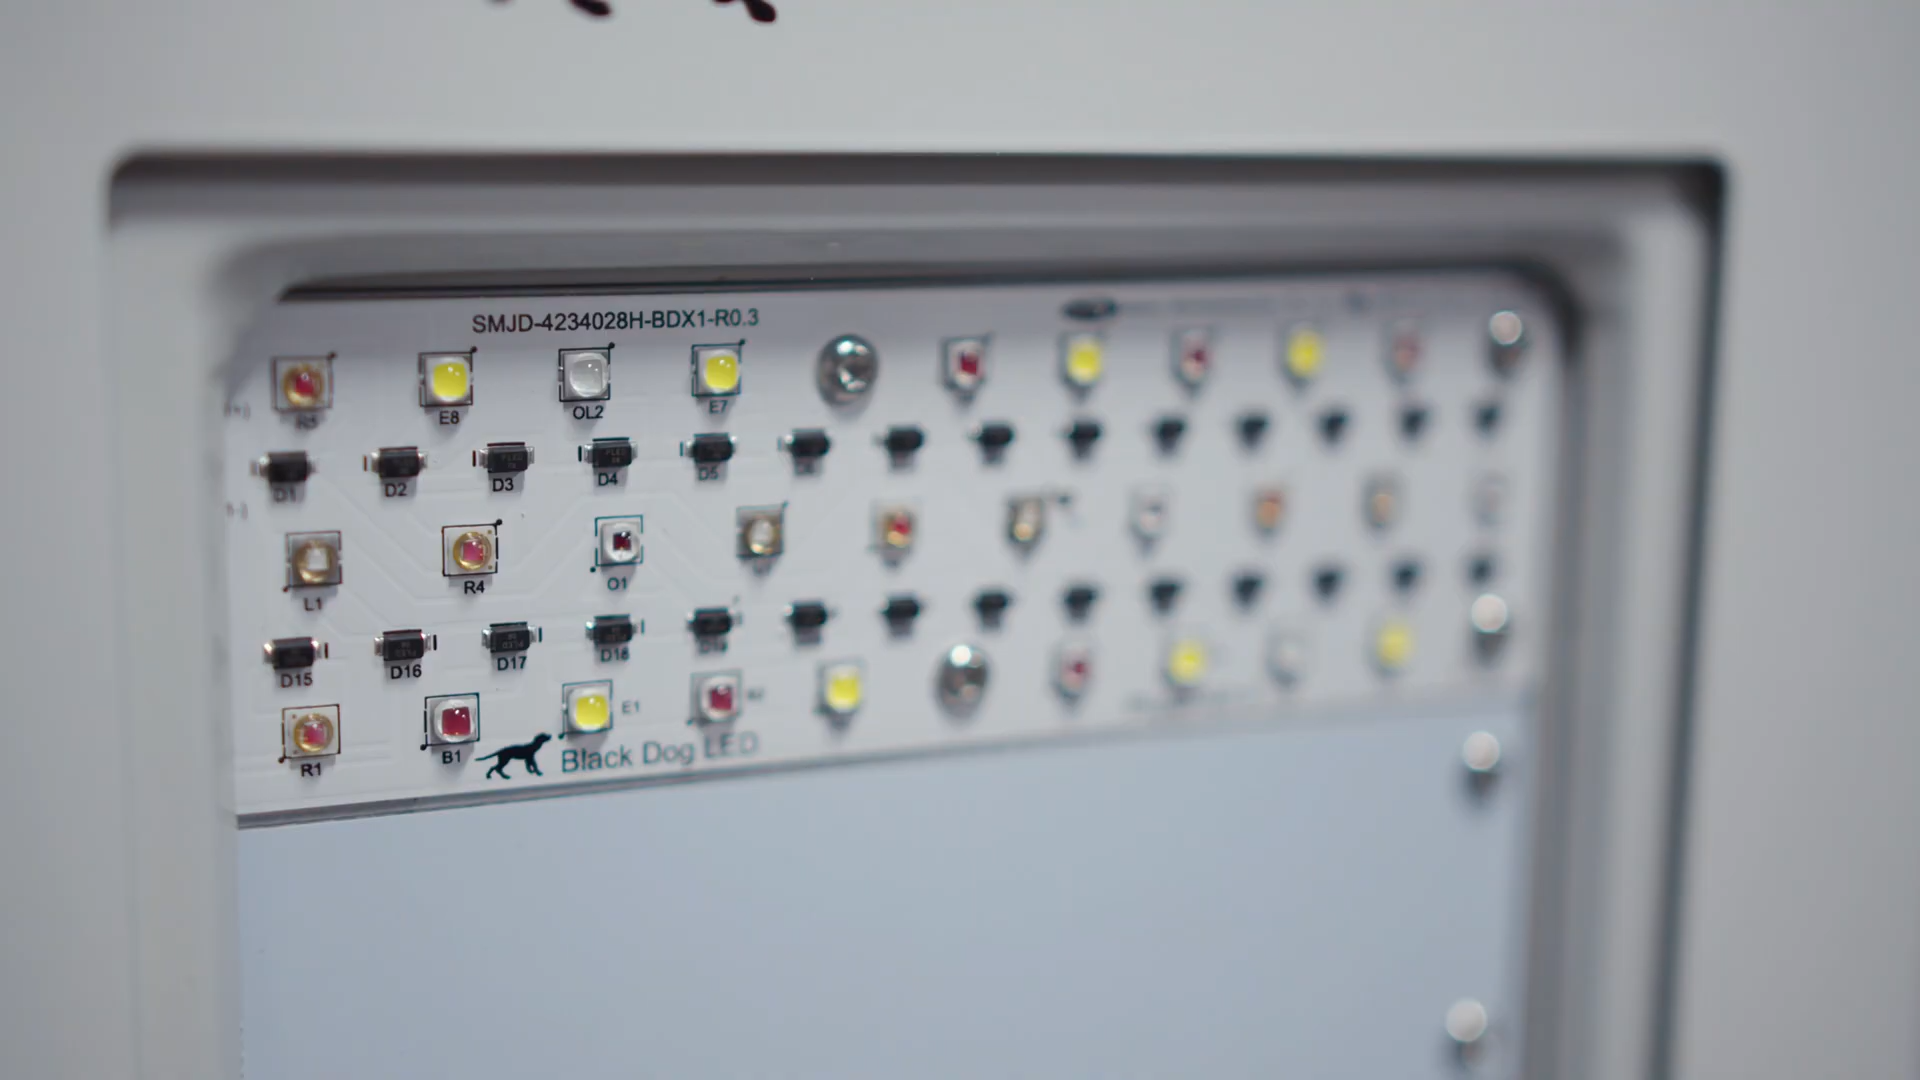 SMJD-4234028H-BDX1-R0.3
R5 E8 OL2 E7
D1 D2 D3 D4 D5
L1 R4 O1
D15 D16 D17 D18 D19
R1 B1 E1
Black Dog LED